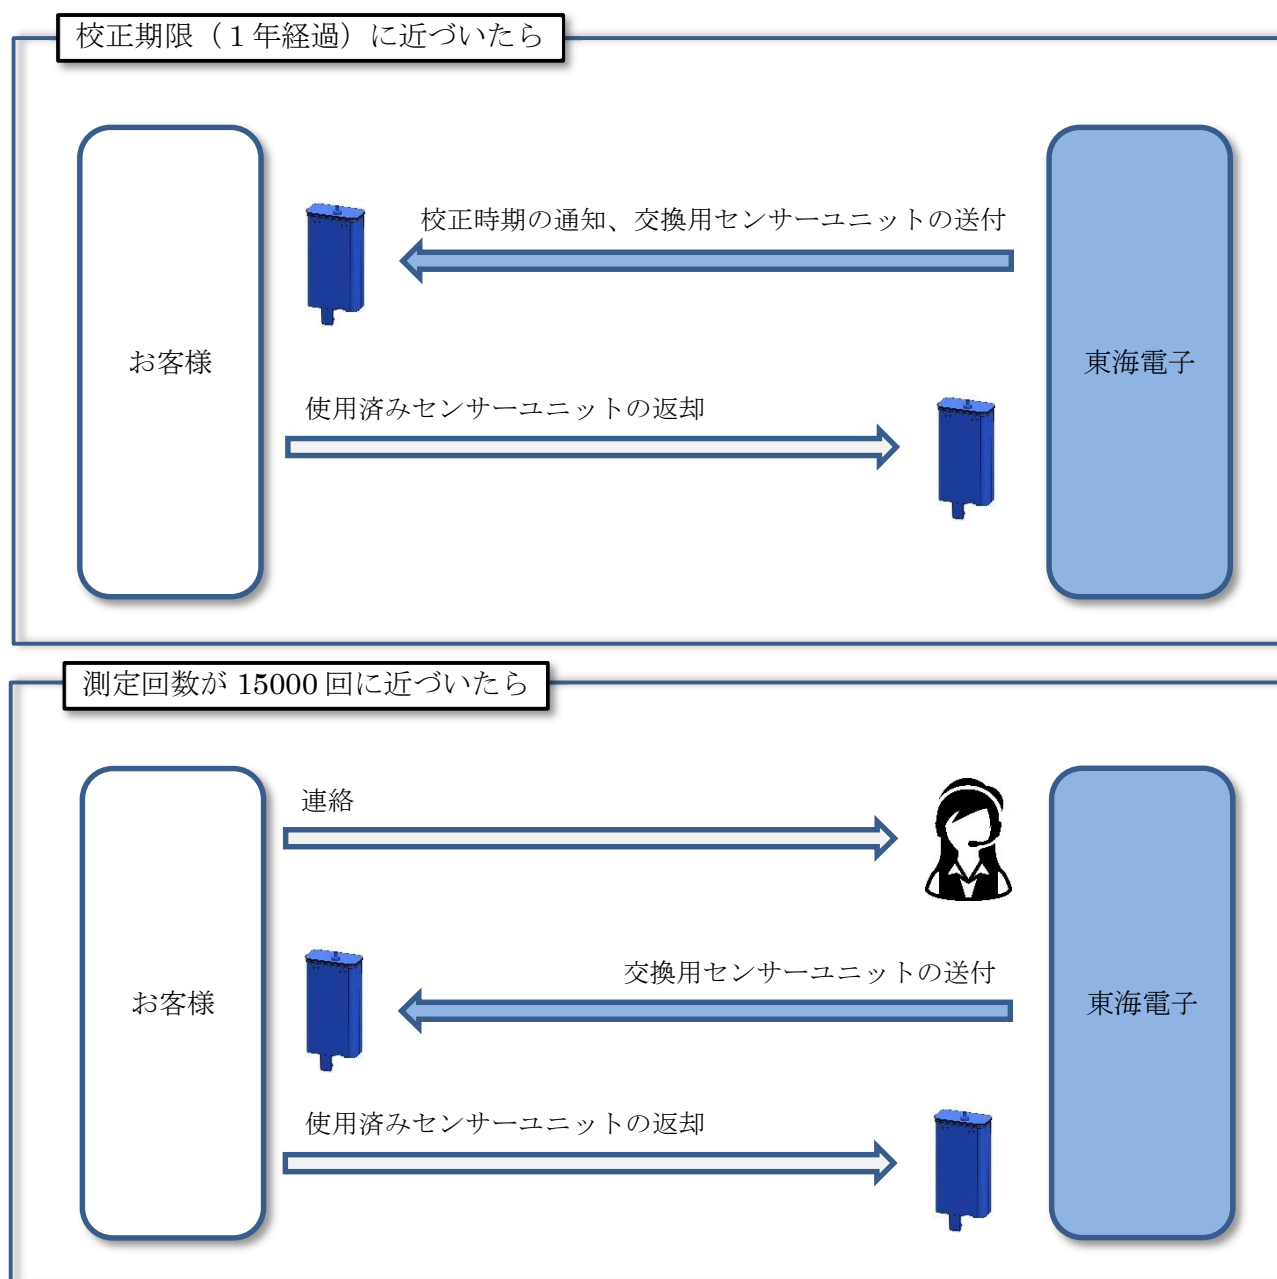 校正期限（１年経過）に近づいたら
校正時期の通知、交換用センサーユニットの送付
お客様
東海電子
使用済みセンサーユニットの返却
測定回数が 15000 回に近づいたら
連絡
交換用センサーユニットの送付
お客様
東海電子
使用済みセンサーユニットの返却